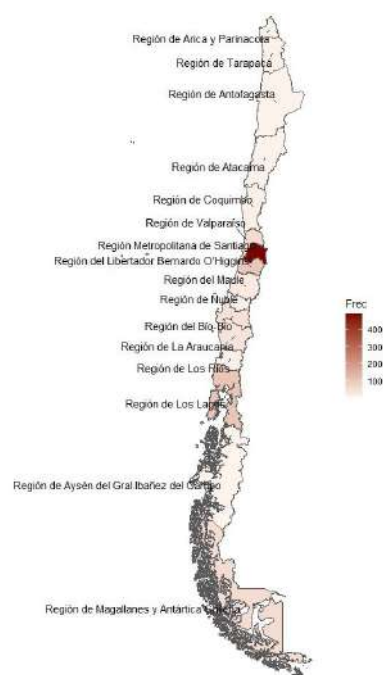 Región de Arica y Parinacota
Región de Tarapacá
Región de Antofagasta
Región de Atacama
Región de Coquimbo
Región de Valparaíso
Región Metropolitana de Santiago
Región del Libertador Bernardo O'Higgins
Región del Maule
Región de Ñuble
Región del Bío-Bío
Región de La Araucanía
Región de Los Ríos
Región de Los Lagos
Región de Aysén del Gral.Ibañez del Campo
Región de Magallanes y Antártica Chilena
Frec
400
300
200
100